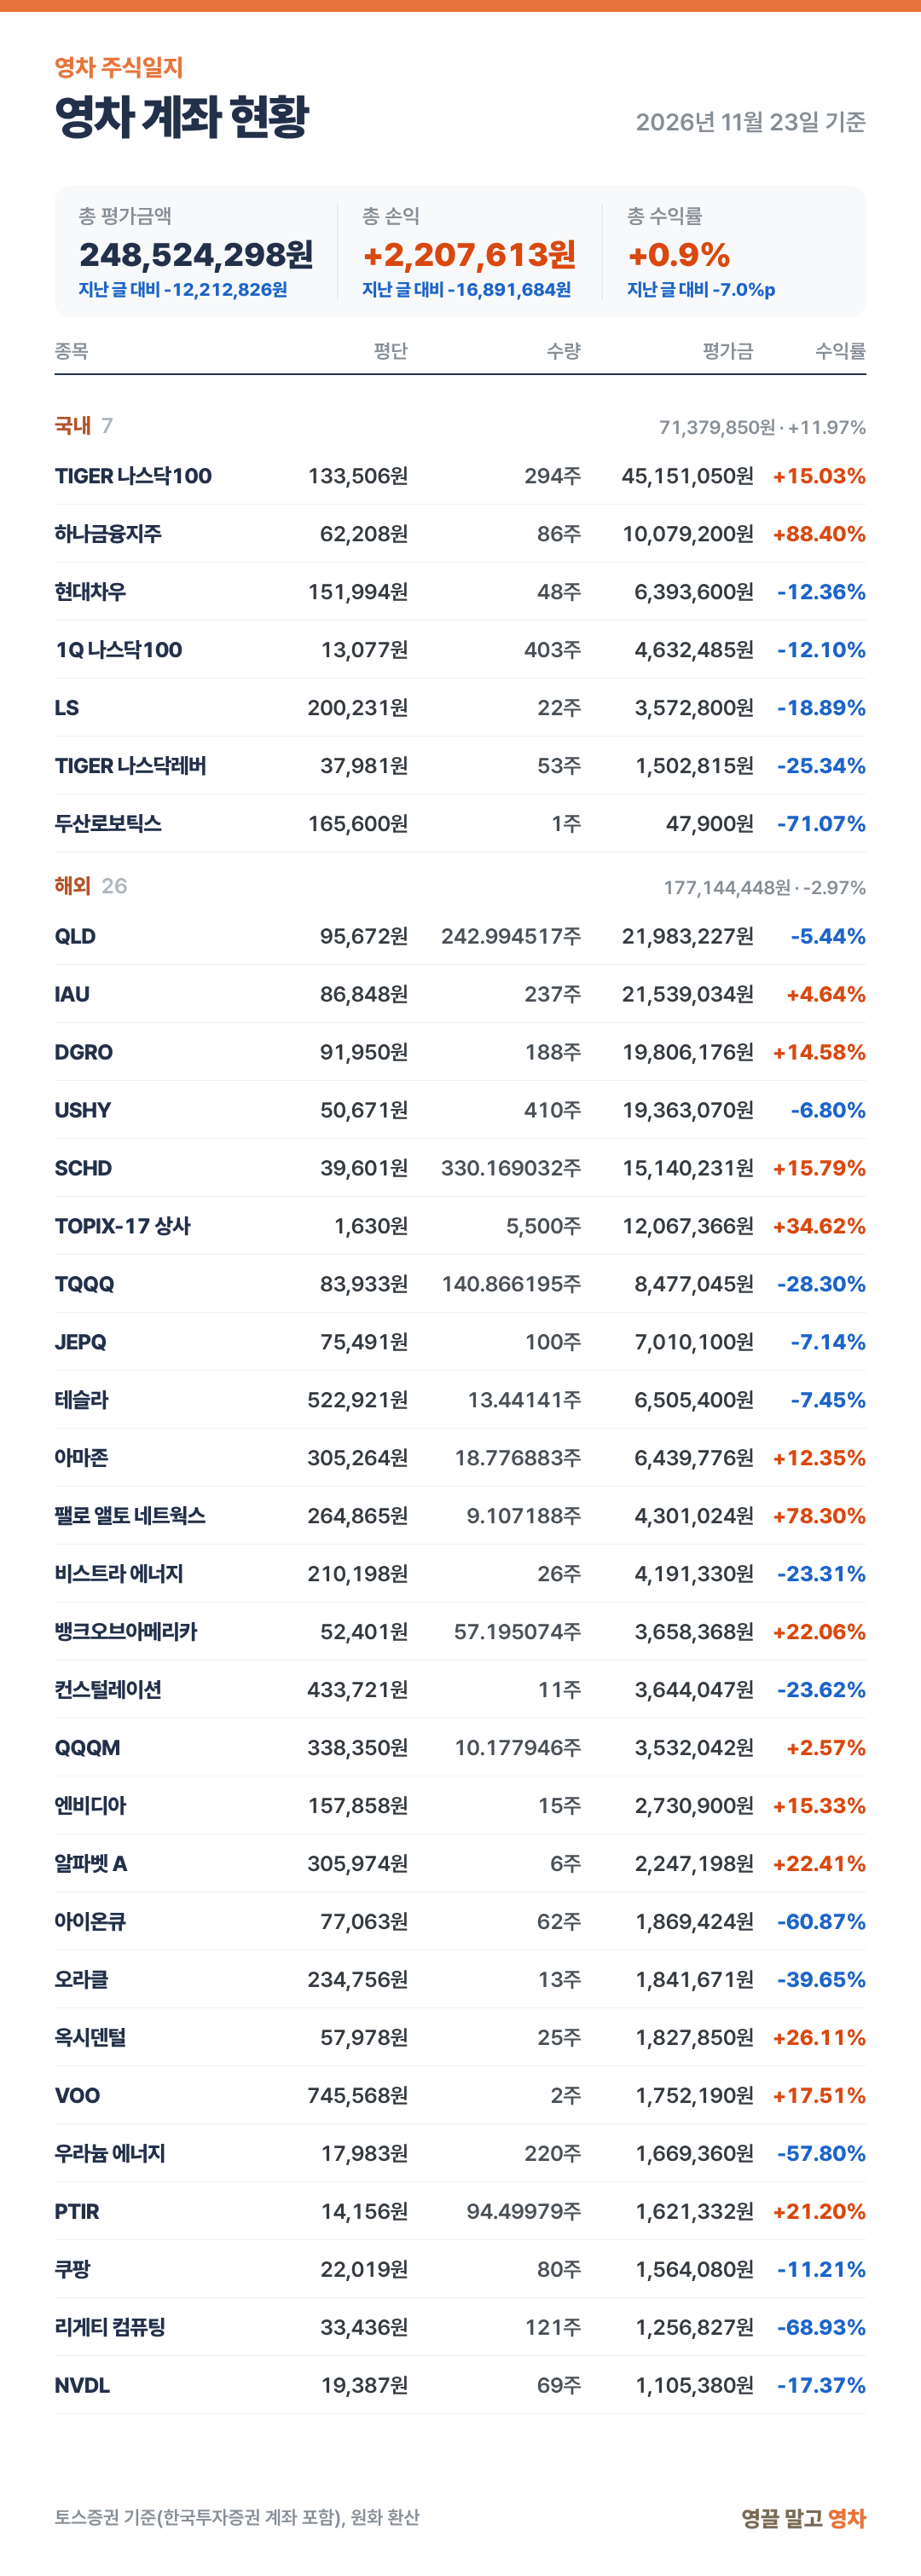 영차 주식일지
영차 계좌 현황
2026년 11월 23일 기준
총 평가금액 총 손익 총 수익률
248,524,298원 +2,207,613원 +0.9%
지난 글 대비 -12,212,826원 지난 글 대비 -16,891,684원 지난 글 대비 -7.0%p
종목 평단 수량 평가금 수익률
국내 7 71,379,850원 · +11.97%
TIGER 나스닥100 133,506원 294주 45,151,050원 +15.03%
하나금융지주 62,208원 86주 10,079,200원 +88.40%
현대차우 151,994원 48주 6,393,600원 -12.36%
1Q 나스닥100 13,077원 403주 4,632,485원 -12.10%
LS 200,231원 22주 3,572,800원 -18.89%
TIGER 나스닥레버 37,981원 53주 1,502,815원 -25.34%
두산로보틱스 165,600원 1주 47,900원 -71.07%
해외 26 177,144,448원 · -2.97%
QLD 95,672원 242.994517주 21,983,227원 -5.44%
IAU 86,848원 237주 21,539,034원 +4.64%
DGRO 91,950원 188주 19,806,176원 +14.58%
USHY 50,671원 410주 19,363,070원 -6.80%
SCHD 39,601원 330.169032주 15,140,231원 +15.79%
TOPIX-17 상사 1,630원 5,500주 12,067,366원 +34.62%
TQQQ 83,933원 140.866195주 8,477,045원 -28.30%
JEPQ 75,491원 100주 7,010,100원 -7.14%
테슬라 522,921원 13.44141주 6,505,400원 -7.45%
아마존 305,264원 18.776883주 6,439,776원 +12.35%
팰로 앨토 네트웍스 264,865원 9.107188주 4,301,024원 +78.30%
비스트라 에너지 210,198원 26주 4,191,330원 -23.31%
뱅크오브아메리카 52,401원 57.195074주 3,658,368원 +22.06%
컨스털레이션 433,721원 11주 3,644,047원 -23.62%
QQQM 338,350원 10.177946주 3,532,042원 +2.57%
엔비디아 157,858원 15주 2,730,900원 +15.33%
알파벳 A 305,974원 6주 2,247,198원 +22.41%
아이온큐 77,063원 62주 1,869,424원 -60.87%
오라클 234,756원 13주 1,841,671원 -39.65%
옥시덴털 57,978원 25주 1,827,850원 +26.11%
VOO 745,568원 2주 1,752,190원 +17.51%
우라늄 에너지 17,983원 220주 1,669,360원 -57.80%
PTIR 14,156원 94.49979주 1,621,332원 +21.20%
쿠팡 22,019원 80주 1,564,080원 -11.21%
리게티 컴퓨팅 33,436원 121주 1,256,827원 -68.93%
NVDL 19,387원 69주 1,105,380원 -17.37%
토스증권 기준(한국투자증권 계좌 포함), 원화 환산 영끌 말고 영차